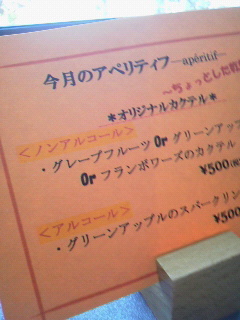 今月のアペリティフ—apéritif—
～ちょっとした
＊オリジナルカクテル＊
＜ノンアルコール＞
・グレープフルーツ Or グリーンアップ
Or フランボワーズのカクテル
¥500
＜アルコール＞
・グリーンアップルのスパークリン
¥500